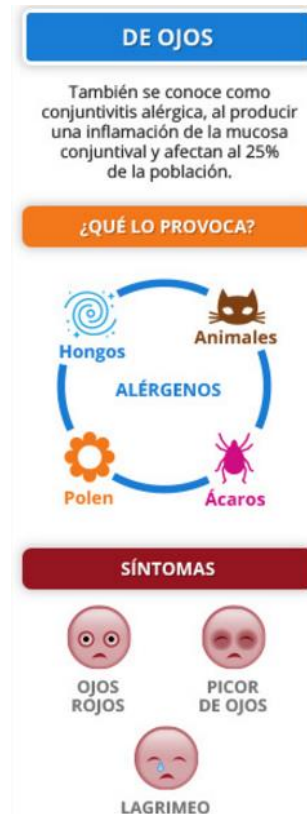 DE OJOS
También se conoce como
conjuntivitis alérgica, al producir
una inflamación de la mucosa
conjuntival y afectan al 25%
de la población.
¿QUÉ LO PROVOCA?
Hongos
Animales
ALÉRGENOS
Polen
Ácaros
SÍNTOMAS
OJOS
ROJOS
PICOR
DE OJOS
LAGRIMEO